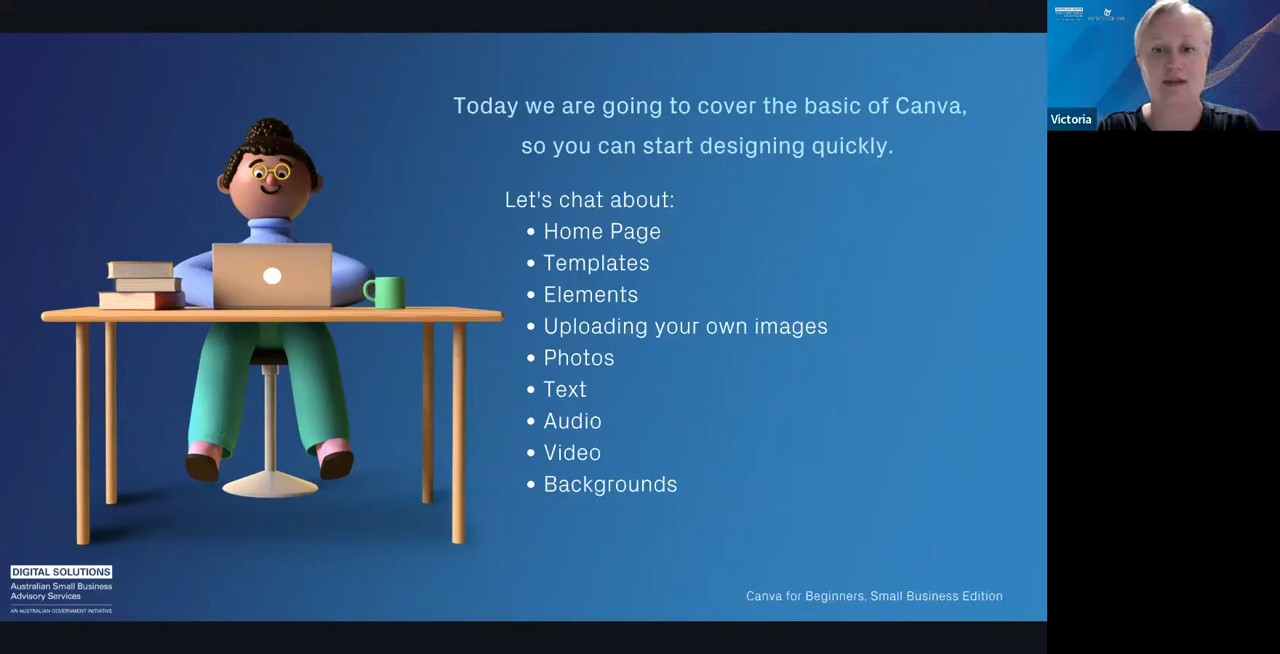 Today we are going to cover the basic of Canva,
so you can start designing quickly.
Let's chat about:
• Home Page
• Templates
• Elements
• Uploading your own images
• Photos
• Text
• Audio
• Video
• Backgrounds
DIGITAL SOLUTIONS
Australian Small Business
Advisory Services
AN AUSTRALIAN GOVERNMENT INITIATIVE
Canva for Beginners, Small Business Edition
Victoria